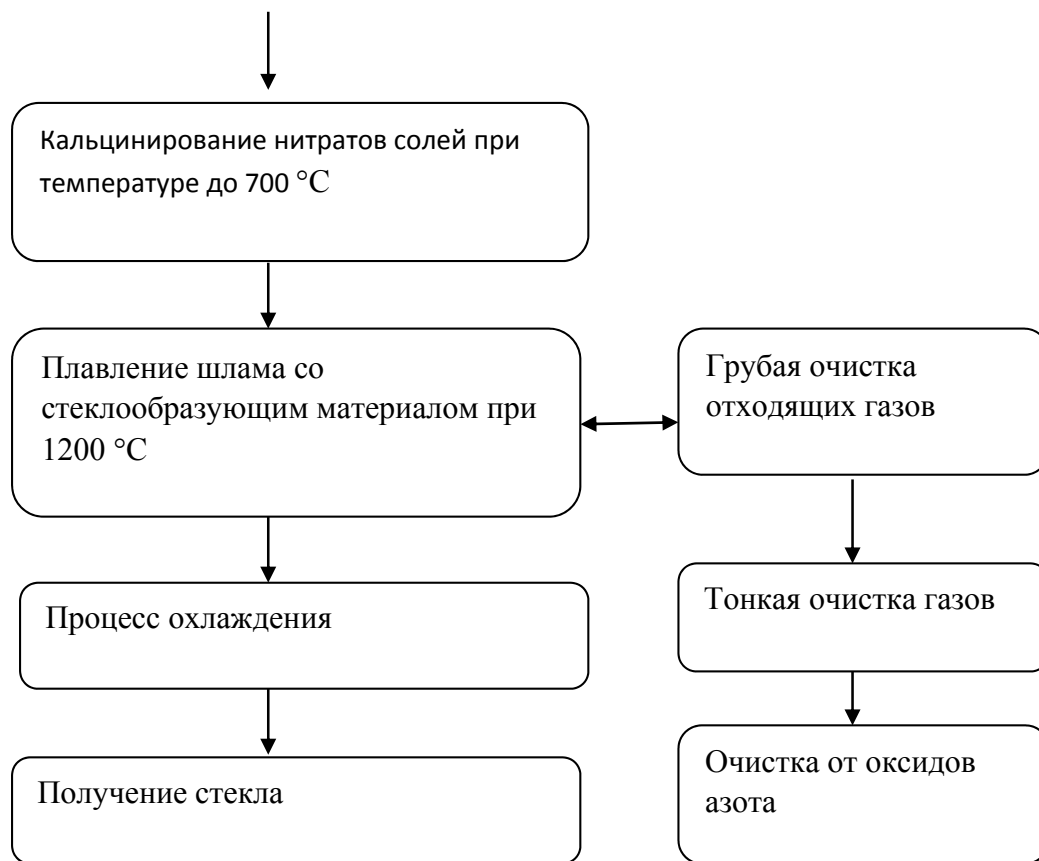 Кальцинирование нитратов солей при
температуре до 700 °C
Плавление шлама со
стеклообразующим материалом при
1200 °C
Грубая очистка
отходящих газов
Процесс охлаждения
Тонкая очистка газов
Получение стекла
Очистка от оксидов
азота